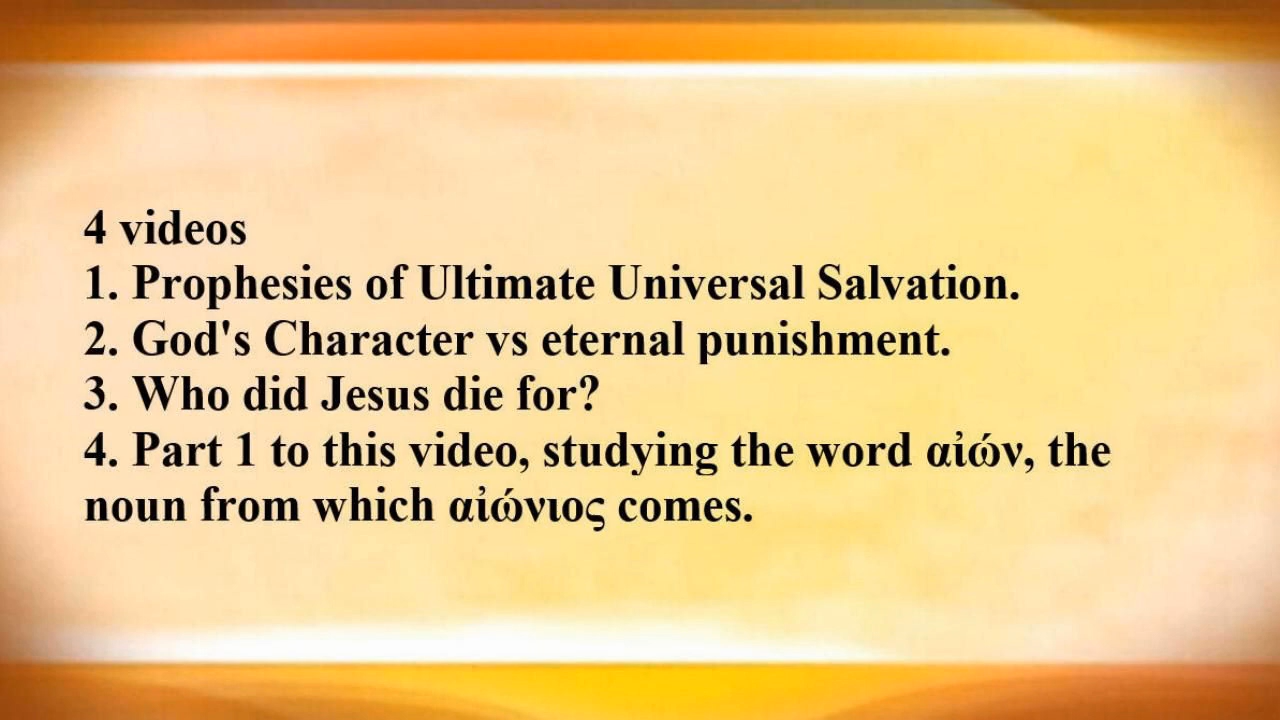 4 videos
1. Prophesies of Ultimate Universal Salvation.
2. God's Character vs eternal punishment.
3. Who did Jesus die for?
4. Part 1 to this video, studying the word αἰών, the
noun from which αἰώνιος comes.